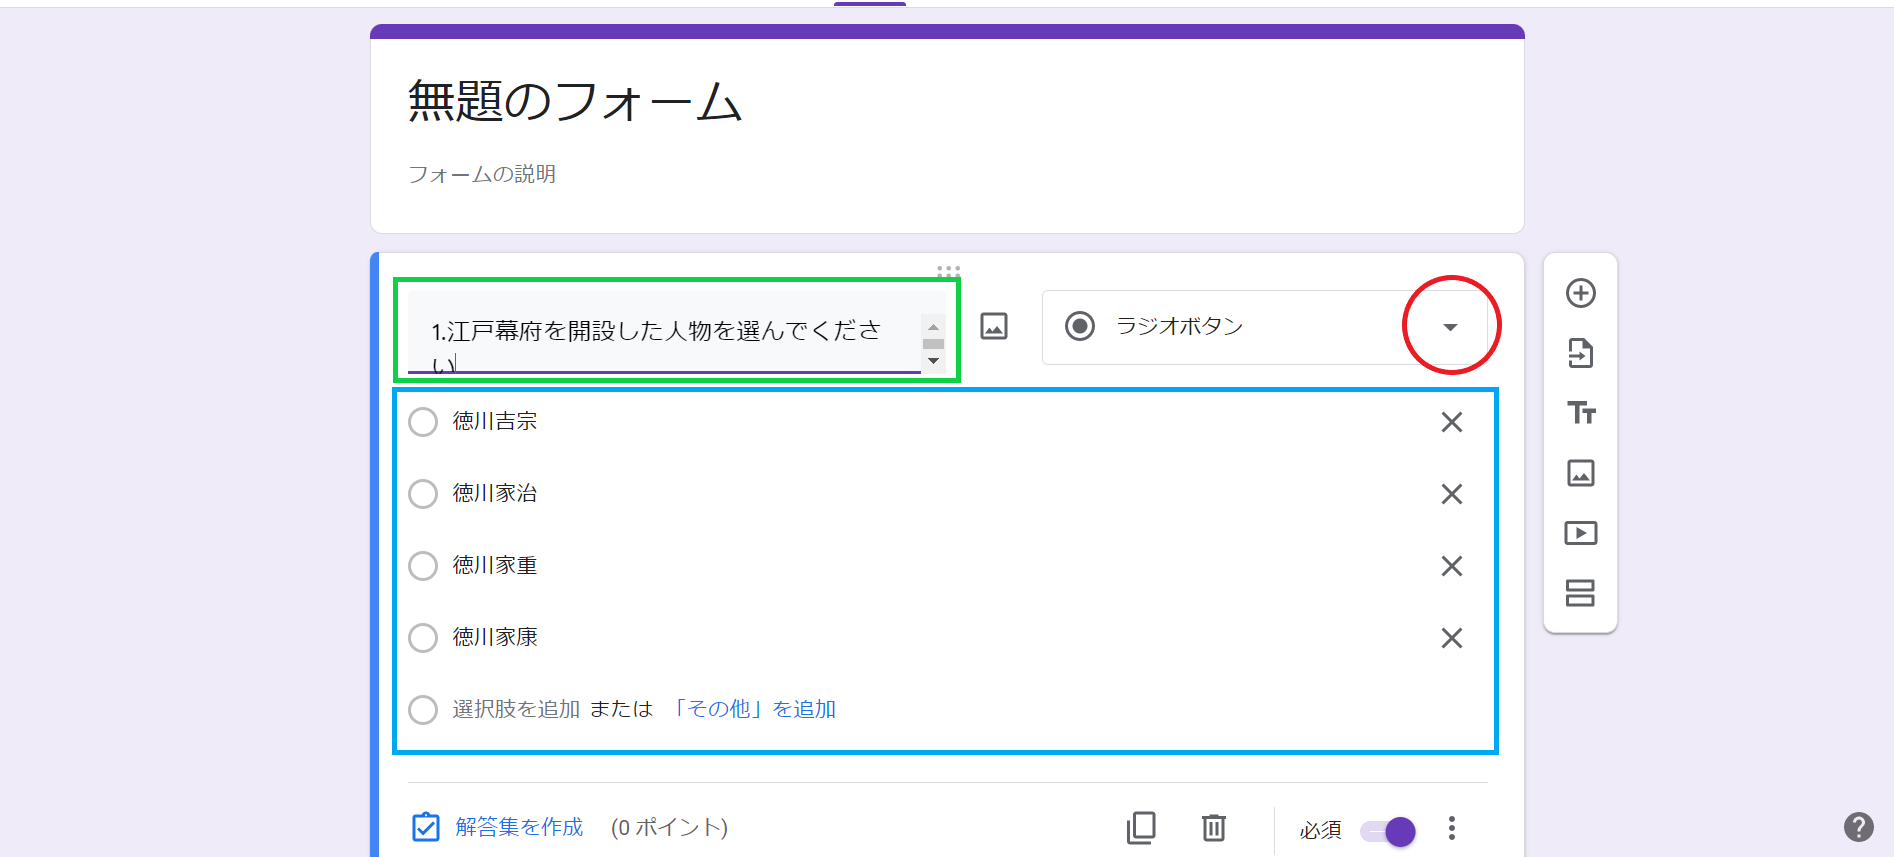 無題のフォーム
フォームの説明
1.江戸幕府を開設した人物を選んでくださ
い
ラジオボタン
徳川吉宗
徳川家治
徳川家重
徳川家康
選択肢を追加 または 「その他」を追加
解答集を作成 (0 ポイント)
必須